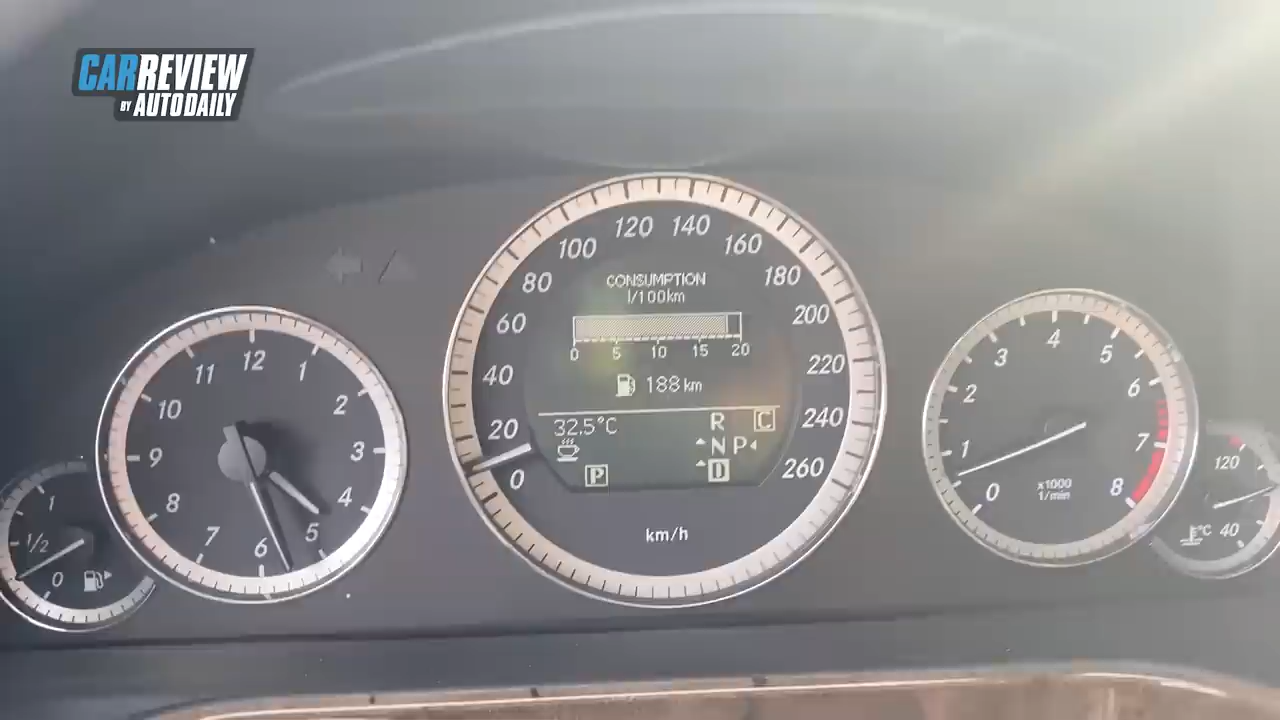 CARREVIEW
BY AUTODAILY
120 140
100 160
80 180
CONSUMPTION
l/100km
60 200
0 5 10 15 20
40 188 km 220
32.5°C R C
20 N P 240
P D
0 260
km/h
12
11 1
10 2
9 3
8 4
7 5
6
1
1/2
0
4
3 5
2 6
1 7
0 x1000 8
1/min
120
°C 40